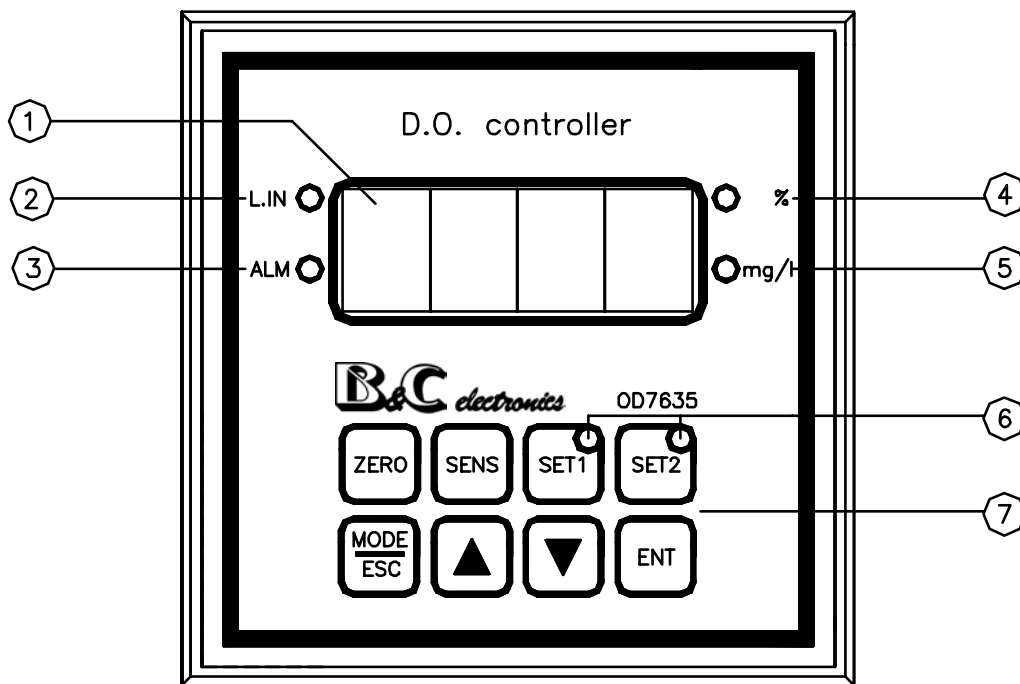 D.O. controller
1
2
L.IN
%
4
3
ALM
mg/l
5
B&C electronics
OD7635
6
ZERO
SENS
SET1
SET2
7
MODE
ESC
▲
▼
ENT